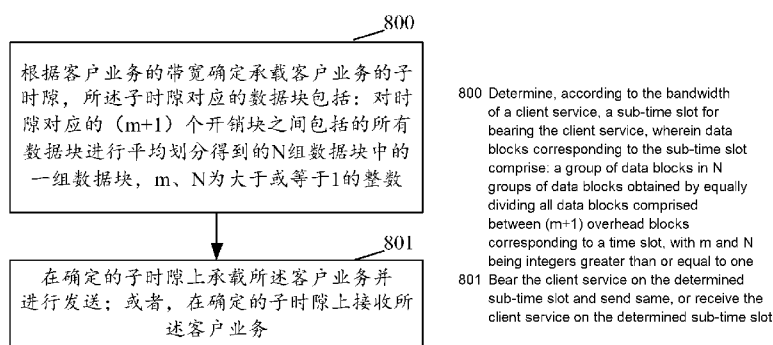 800
根据客户业务的带宽确定承载客户业务的子
时隙，所述子时隙对应的数据块包括：对时
隙对应的（m+1）个开销块之间包括的所有
数据块进行平均划分得到的N组数据块中的
一组数据块，m、N为大于或等于1的整数
801
在确定的子时隙上承载所述客户业务并
进行发送；或者，在确定的子时隙上接收所
述客户业务
800 Determine, according to the bandwidth
of a client service, a sub-time slot for
bearing the client service, wherein data
blocks corresponding to the sub-time slot
comprise: a group of data blocks in N
groups of data blocks obtained by equally
dividing all data blocks comprised
between (m+1) overhead blocks
corresponding to a time slot, with m and N
being integers greater than or equal to one
801 Bear the client service on the determined
sub-time slot and send same, or receive the
client service on the determined sub-time slot